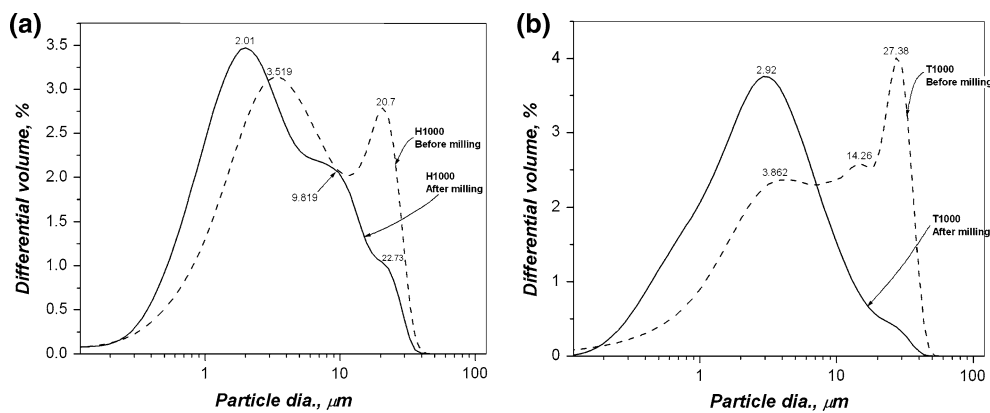 (a)
3.5
3.0
2.5
2.0
1.5
1.0
0.5
0.0
Differential volume, %
2.01
3.519
20.7
H1000
Before milling
H1000
After milling
9.819
22.73
1
10
100
Particle dia., μm
(b)
4
3
2
1
0
Differential volume, %
27.38
T1000
Before milling
2.92
14.26
3.862
T1000
After milling
1
10
100
Particle dia., μm